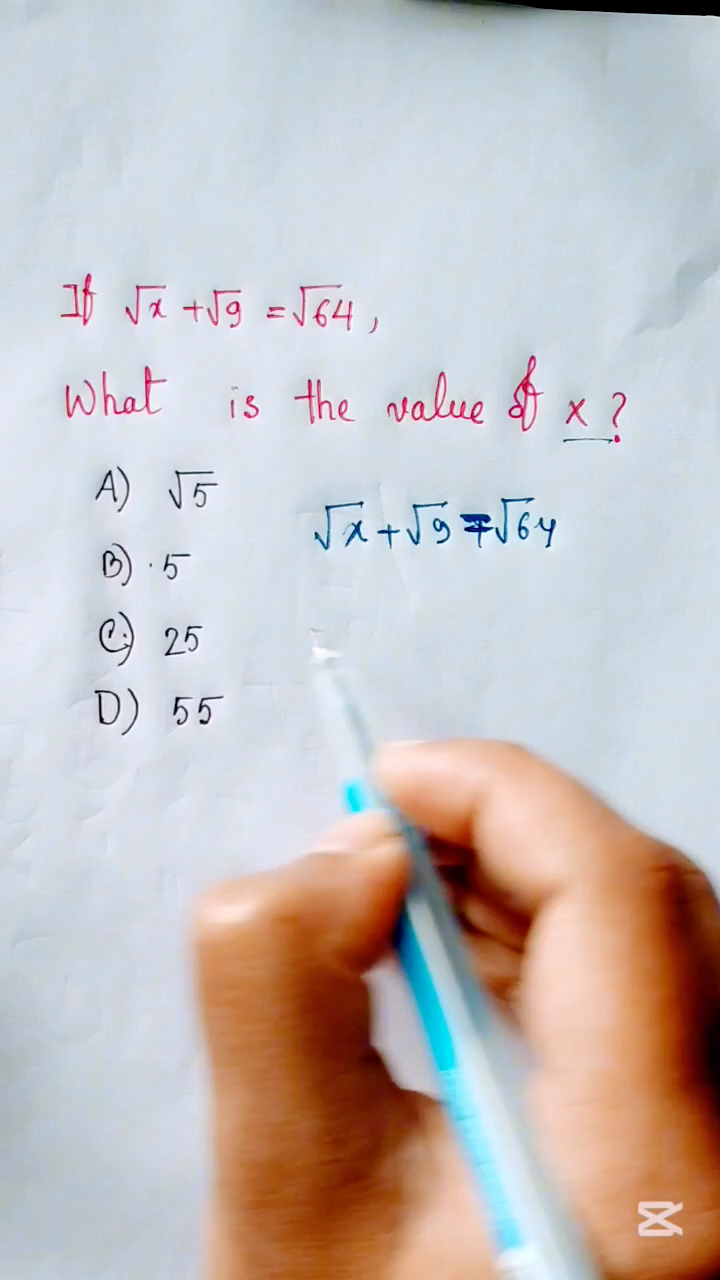 If √x + √9 = √64,
What is the value of x ?
A) √5
B) 5
C) 25
D) 55
√x + √9 = √64